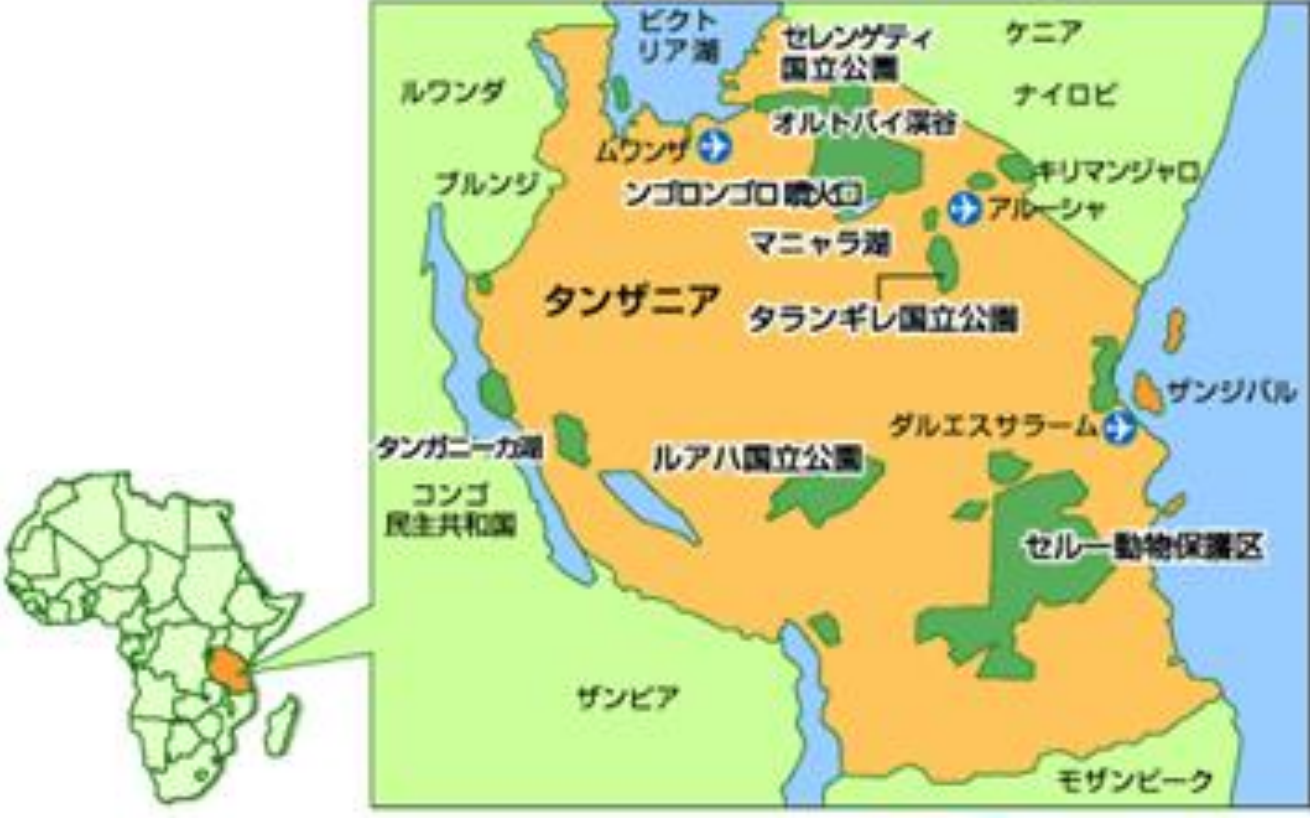 ビクト
リア湖
セレンゲティ
国立公園
ケニア
ルワンダ
ナイロビ
オルトバイ渓谷
ムワンザ
ブルンジ
ンゴロンゴロ噴火口
キリマンジャロ
アルーシャ
マニャラ湖
タンザニア
タランギレ国立公園
ザンジバル
ダルエスサラーム
タンガニーカ湖
ルアハ国立公園
コンゴ
民主共和国
セルー動物保護区
ザンビア
モザンビーク